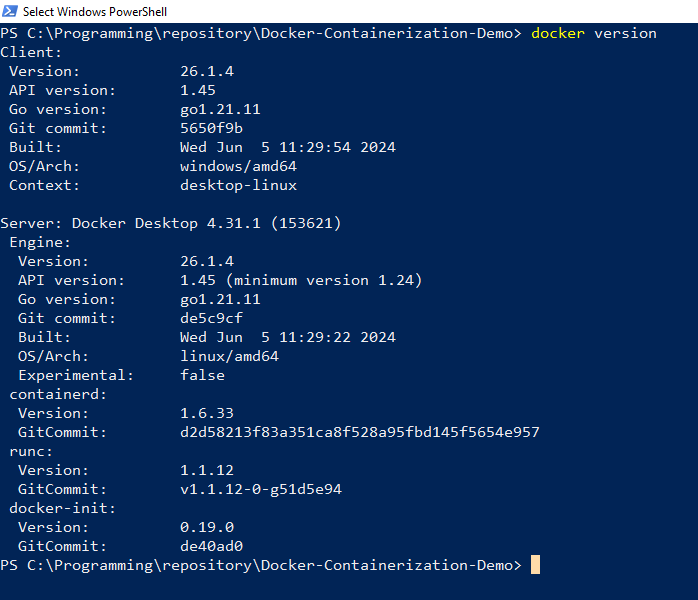 Select Windows PowerShell
PS C:\Programming\repository\Docker-Containerization-Demo> docker version
Client:
 Version:           26.1.4
 API version:       1.45
 Go version:        go1.21.11
 Git commit:        5650f9b
 Built:             Wed Jun  5 11:29:54 2024
 OS/Arch:           windows/amd64
 Context:           desktop-linux

Server: Docker Desktop 4.31.1 (153621)
 Engine:
  Version:          26.1.4
  API version:      1.45 (minimum version 1.24)
  Go version:       go1.21.11
  Git commit:       de5c9cf
  Built:            Wed Jun  5 11:29:22 2024
  OS/Arch:          linux/amd64
  Experimental:     false
 containerd:
  Version:          1.6.33
  GitCommit:        d2d58213f83a351ca8f528a95fbd145f5654e957
 runc:
  Version:          1.1.12
  GitCommit:        v1.1.12-0-g51d5e94
 docker-init:
  Version:          0.19.0
  GitCommit:        de40ad0
PS C:\Programming\repository\Docker-Containerization-Demo>